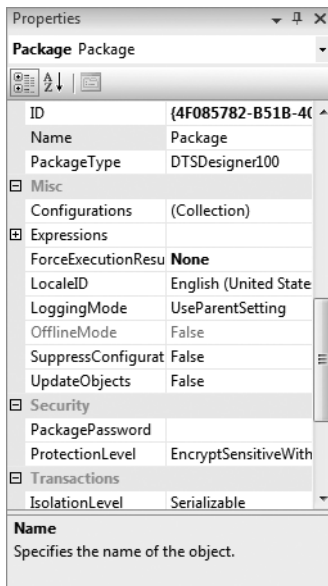 Properties
Package Package
ID {4F085782-B51B-4(
Name Package
PackageType DTSDesigner100
Misc
Configurations (Collection)
Expressions
ForceExecutionResu None
LocaleID English (United State
LoggingMode UseParentSetting
OfflineMode False
SuppressConfigurat False
UpdateObjects False
Security
PackagePassword
ProtectionLevel EncryptSensitiveWith
Transactions
IsolationLevel Serializable
Name
Specifies the name of the object.